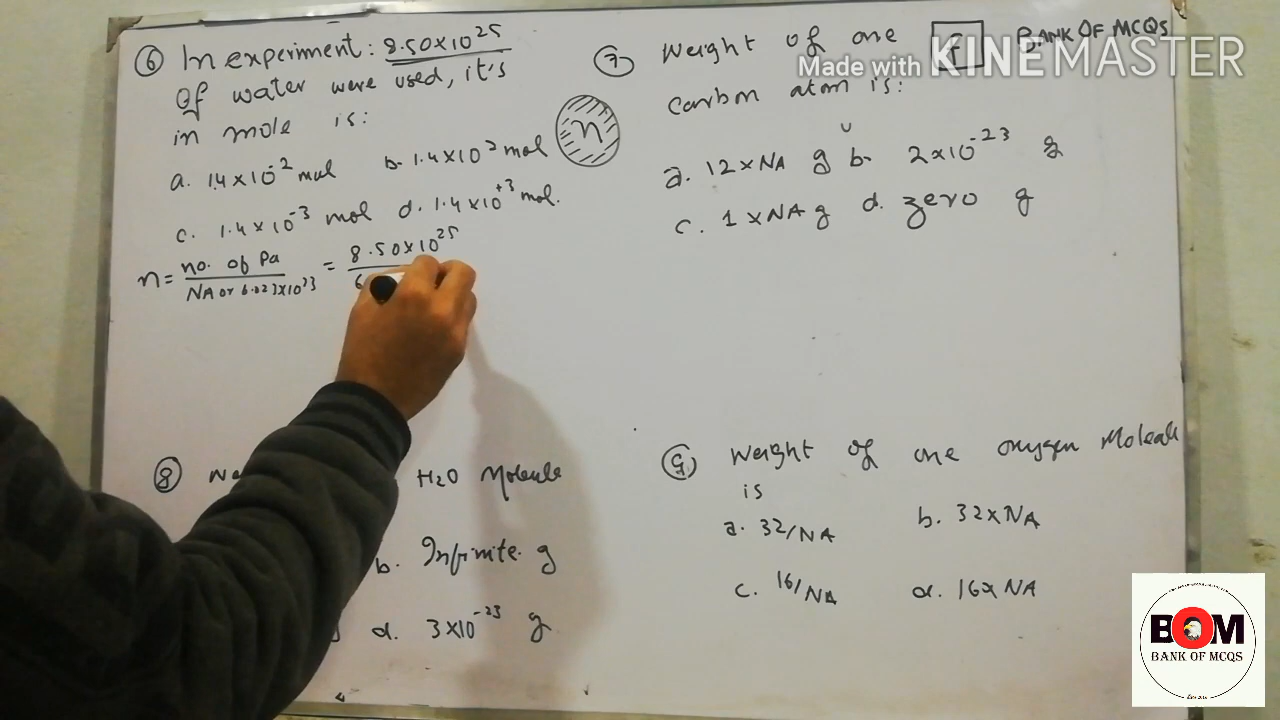 ⑥ In experiment: 8.50×10²⁵
of water were used, it's
in mole is:
a. 1.4×10⁻² mol b. 1.4×10² mol
c. 1.4×10⁻³ mol d. 1.4×10⁺³ mol.
n = no. of Pa / NA or 6.023×10²³ = 8.50×10²⁵ / 6
n
⑦ Weight of one
Carbon atom is:
a. 12×NA g b. 2×10⁻²³ g
c. 1×NA g d. zero g
BANK OF MCQS
Made with KINEMASTER
⑧ H₂O Molecule
b. Infinite g
d. 3×10⁻²³ g
⑨ Weight of one oxygen Molecule
is
a. 32/NA b. 32×NA
c. 16/NA d. 16×NA
BOM
BANK OF MCQS